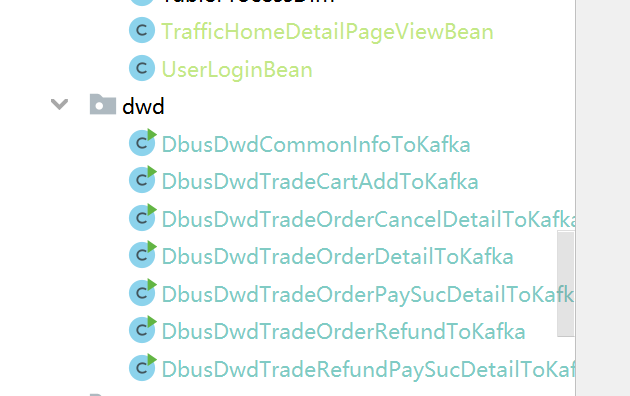 TrafficHomeDetailPageViewBean
UserLoginBean
dwd
DbusDwdCommonInfoToKafka
DbusDwdTradeCartAddToKafka
DbusDwdTradeOrderCancelDetailToKafka
DbusDwdTradeOrderDetailToKafka
DbusDwdTradeOrderPaySucDetailToKafk
DbusDwdTradeOrderRefundToKafka
DbusDwdTradeRefundPaySucDetailToKaf